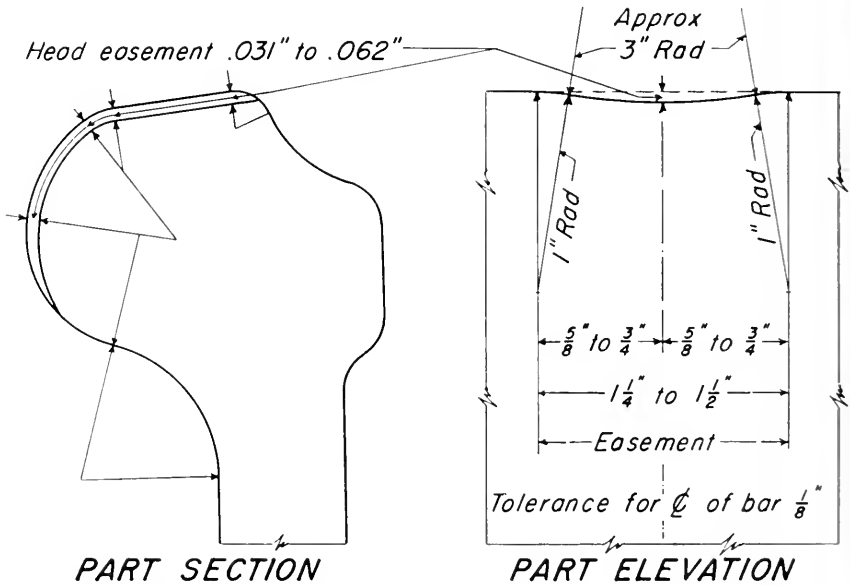 Approx
3" Rad
Head easement .031" to .062"
1" Rad
1" Rad
5/8" to 3/4"
5/8" to 3/4"
1 1/4" to 1 1/2"
Easement
Tolerance for ℄ of bar 1/8"
PART SECTION
PART ELEVATION